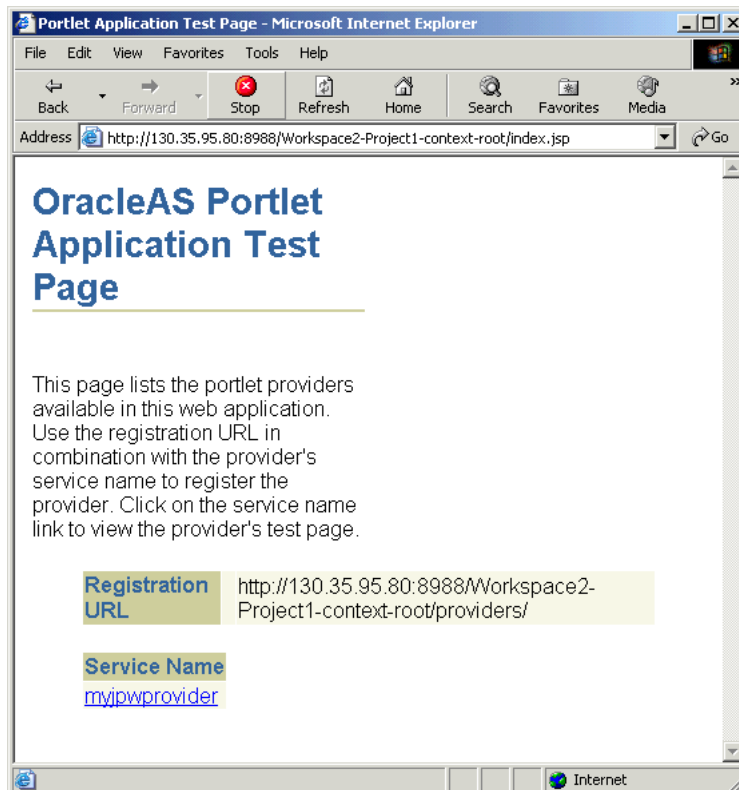 Portlet Application Test Page - Microsoft Internet Explorer
File Edit View Favorites Tools Help
Back Forward Stop Refresh Home Search Favorites Media »
Address http://130.35.95.80:8988/Workspace2-Project1-context-root/index.jsp Go
OracleAS Portlet
Application Test
Page
This page lists the portlet providers
available in this web application.
Use the registration URL in
combination with the provider's
service name to register the
provider. Click on the service name
link to view the provider's test page.
Registration
URL
http://130.35.95.80:8988/Workspace2-
Project1-context-root/providers/
Service Name
myjpwprovider
Internet